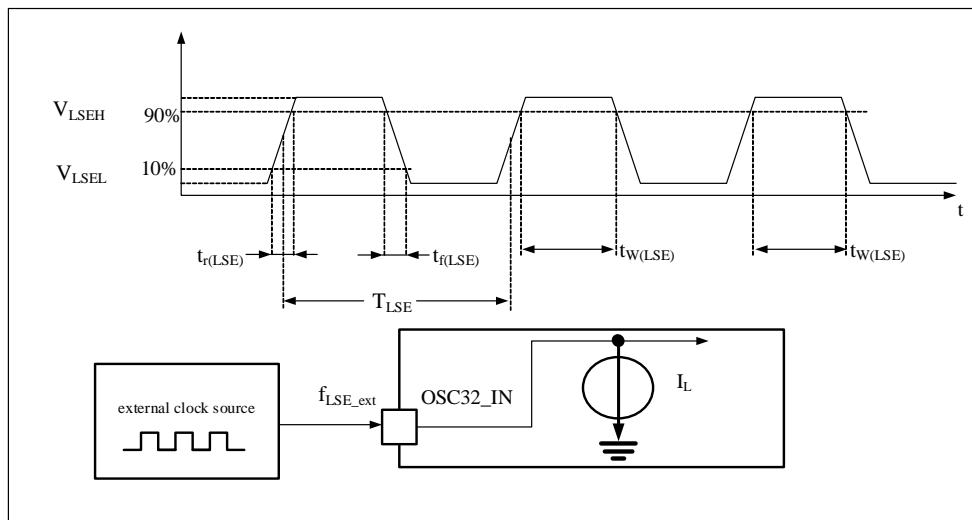 V_LSEH
90%
10%
V_LSEL
t
t_r(LSE)
t_f(LSE)
t_W(LSE)
t_W(LSE)
T_LSE
external clock source
f_LSE_ext
OSC32_IN
I_L